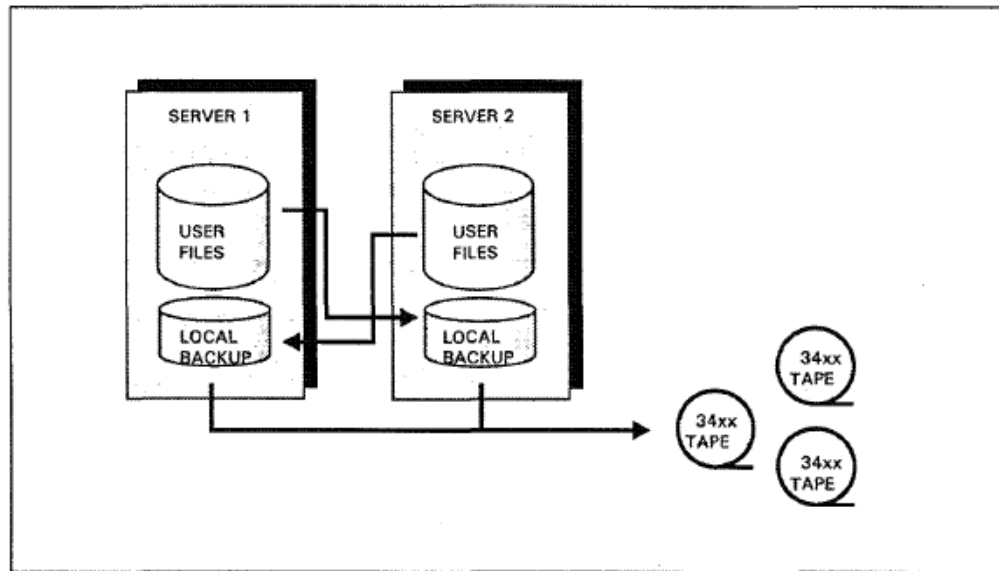 SERVER 1
USER
FILES
LOCAL
BACKUP
SERVER 2
USER
FILES
LOCAL
BACKUP
34xx
TAPE
34xx
TAPE
34xx
TAPE